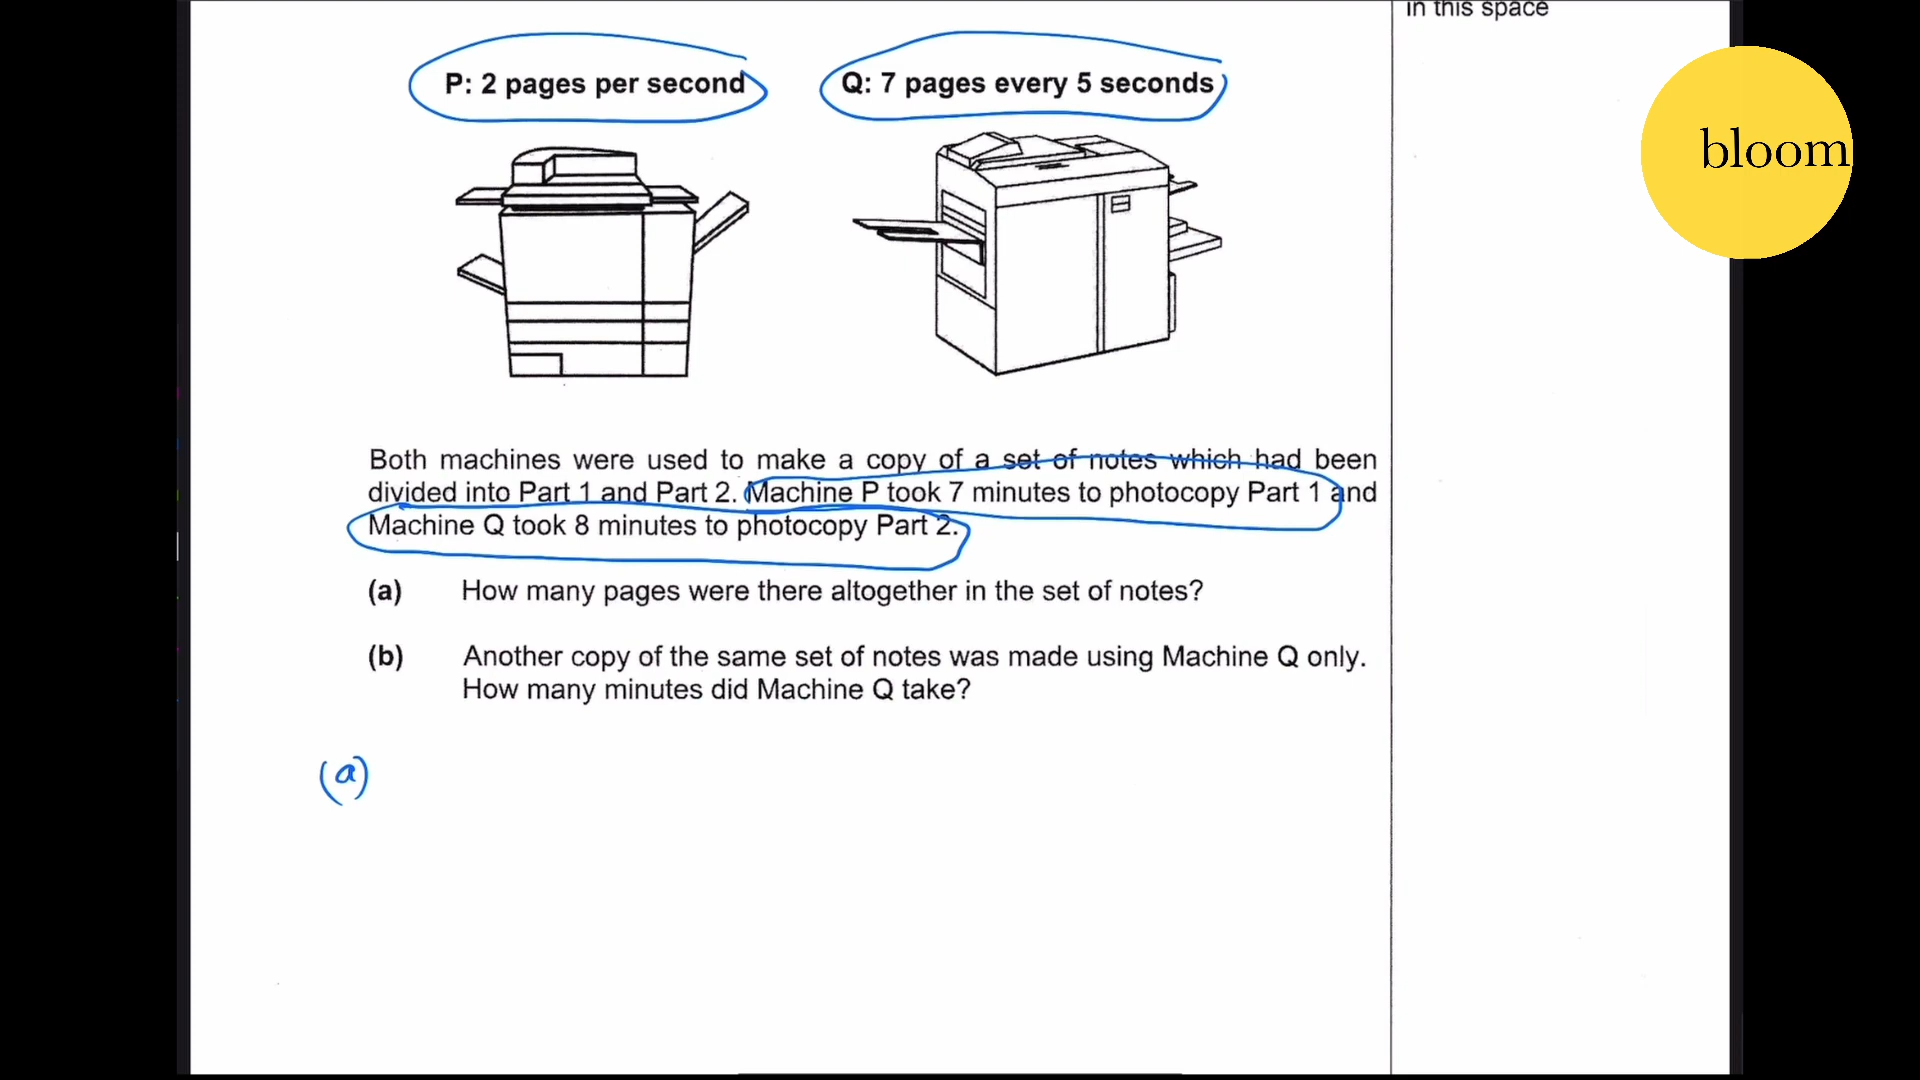 in this space
bloom
P: 2 pages per second
Q: 7 pages every 5 seconds
Both machines were used to make a copy of a set of notes which had been
divided into Part 1 and Part 2. Machine P took 7 minutes to photocopy Part 1 and
Machine Q took 8 minutes to photocopy Part 2.
(a) How many pages were there altogether in the set of notes?
(b) Another copy of the same set of notes was made using Machine Q only.
How many minutes did Machine Q take?
(a)